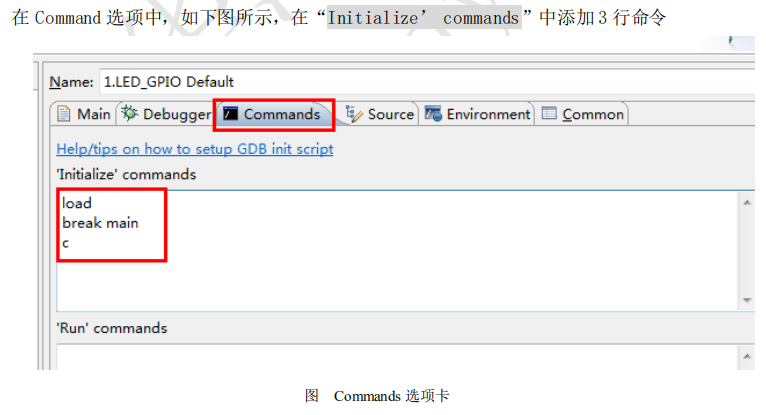 在 Command 选项中，如下图所示，在“Initialize’ commands”中添加 3 行命令
Name: 1.LED_GPIO Default
Main Debugger Commands Source Environment Common
Help/tips on how to setup GDB init script
'Initialize' commands
load
break main
c
'Run' commands
图 Commands 选项卡